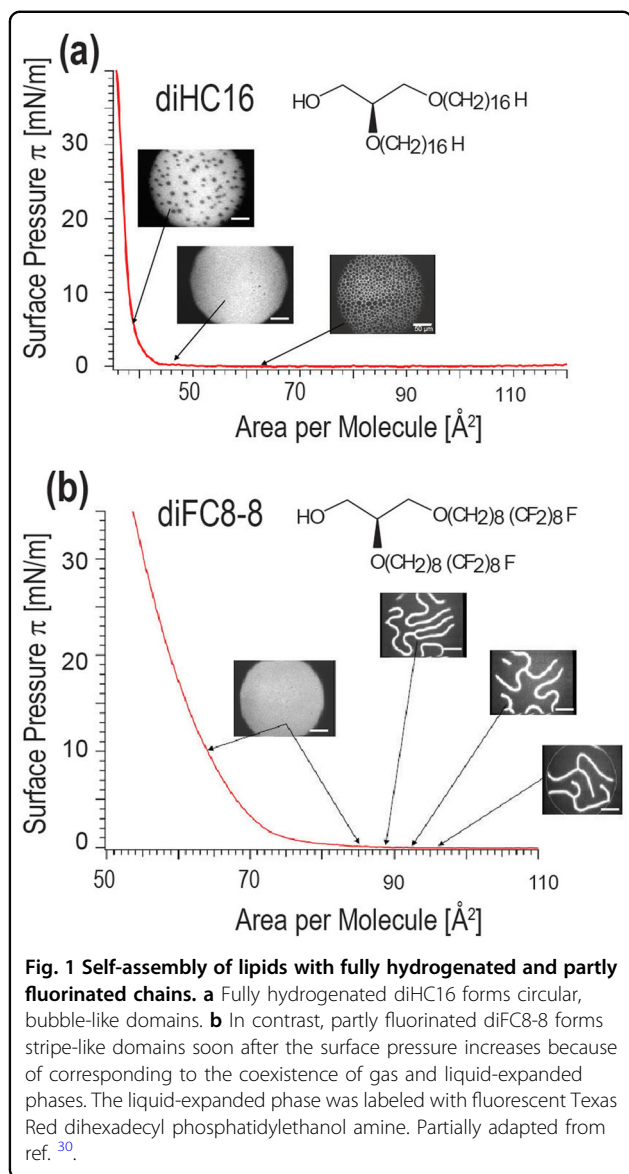 (a)
diHC16
HO
O(CH2)16 H
O(CH2)16 H
Surface Pressure π [mN/m]
30
20
10
0
50 µm
50 70 90 110
Area per Molecule [Å²]
(b)
diFC8-8
HO
O(CH2)8 (CF2)8 F
O(CH2)8 (CF2)8 F
Surface Pressure π [mN/m]
30
20
10
0
50 70 90 110
Area per Molecule [Å²]
Fig. 1 Self-assembly of lipids with fully hydrogenated and partly
fluorinated chains. a Fully hydrogenated diHC16 forms circular,
bubble-like domains. b In contrast, partly fluorinated diFC8-8 forms
stripe-like domains soon after the surface pressure increases because
of corresponding to the coexistence of gas and liquid-expanded
phases. The liquid-expanded phase was labeled with fluorescent Texas
Red dihexadecyl phosphatidylethanol amine. Partially adapted from
ref. 30.